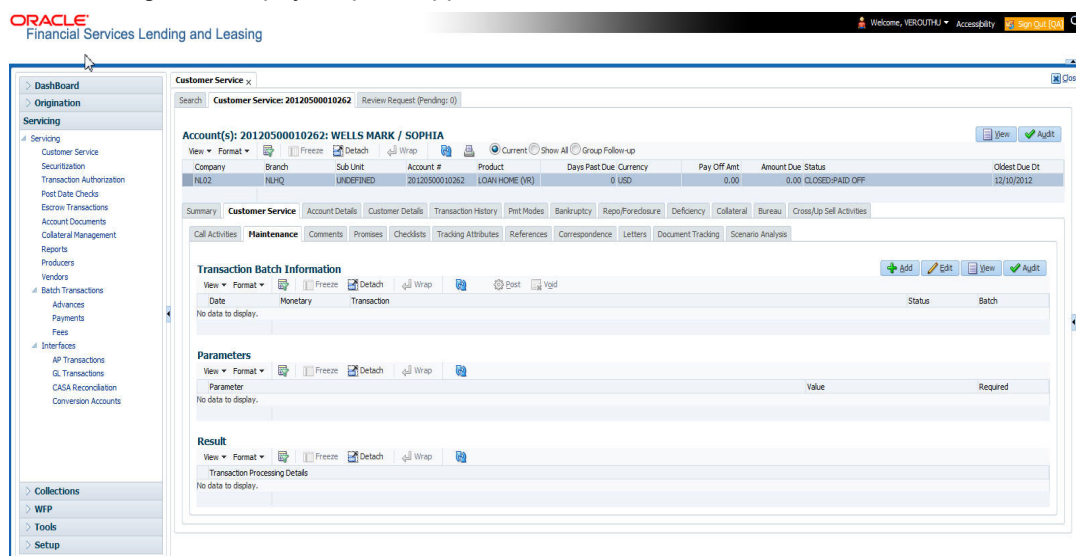 ORACLE
Financial Services Lending and Leasing
Welcome, VEROUTHU Accessibility Sign Out [QA]
DashBoard
Origination
Servicing
Servicing
Customer Service
Securitization
Transaction Authorization
Post Date Checks
Escrow Transactions
Account Documents
Collateral Management
Reports
Producers
Vendors
Batch Transactions
Advances
Payments
Fees
Interfaces
AP Transactions
GL Transactions
CASA Reconciliation
Conversion Accounts
Collections
WFP
Tools
Setup
Customer Service x
Clos
Search Customer Service: 20120500010262 Review Request (Pending: 0)
Account(s): 20120500010262: WELLS MARK / SOPHIA
View Audit
View Format Freeze Detach Wrap Current Show All Group Follow-up
Company Branch Sub Unit Account # Product Days Past Due Currency Pay Off Amt Amount Due Status Oldest Due Dt
NL02 NLHQ UNDEFINED 20120500010262 LOAN HOME (VR) 0 USD 0.00 0.00 CLOSED:PAID OFF 12/10/2012
Summary Customer Service Account Details Customer Details Transaction History Pmt Modes Bankruptcy Repo/Foreclosure Deficiency Collateral Bureau Cross/Up Sell Activities
Call Activities Maintenance Comments Promises Checklists Tracking Attributes References Correspondence Letters Document Tracking Scenario Analysis
Transaction Batch Information
Add Edit View Audit
View Format Freeze Detach Wrap Post Void
Date Monetary Transaction Status Batch
No data to display.
Parameters
View Format Freeze Detach Wrap
Parameter Value Required
No data to display.
Result
View Format Freeze Detach Wrap
Transaction Processing Details
No data to display.